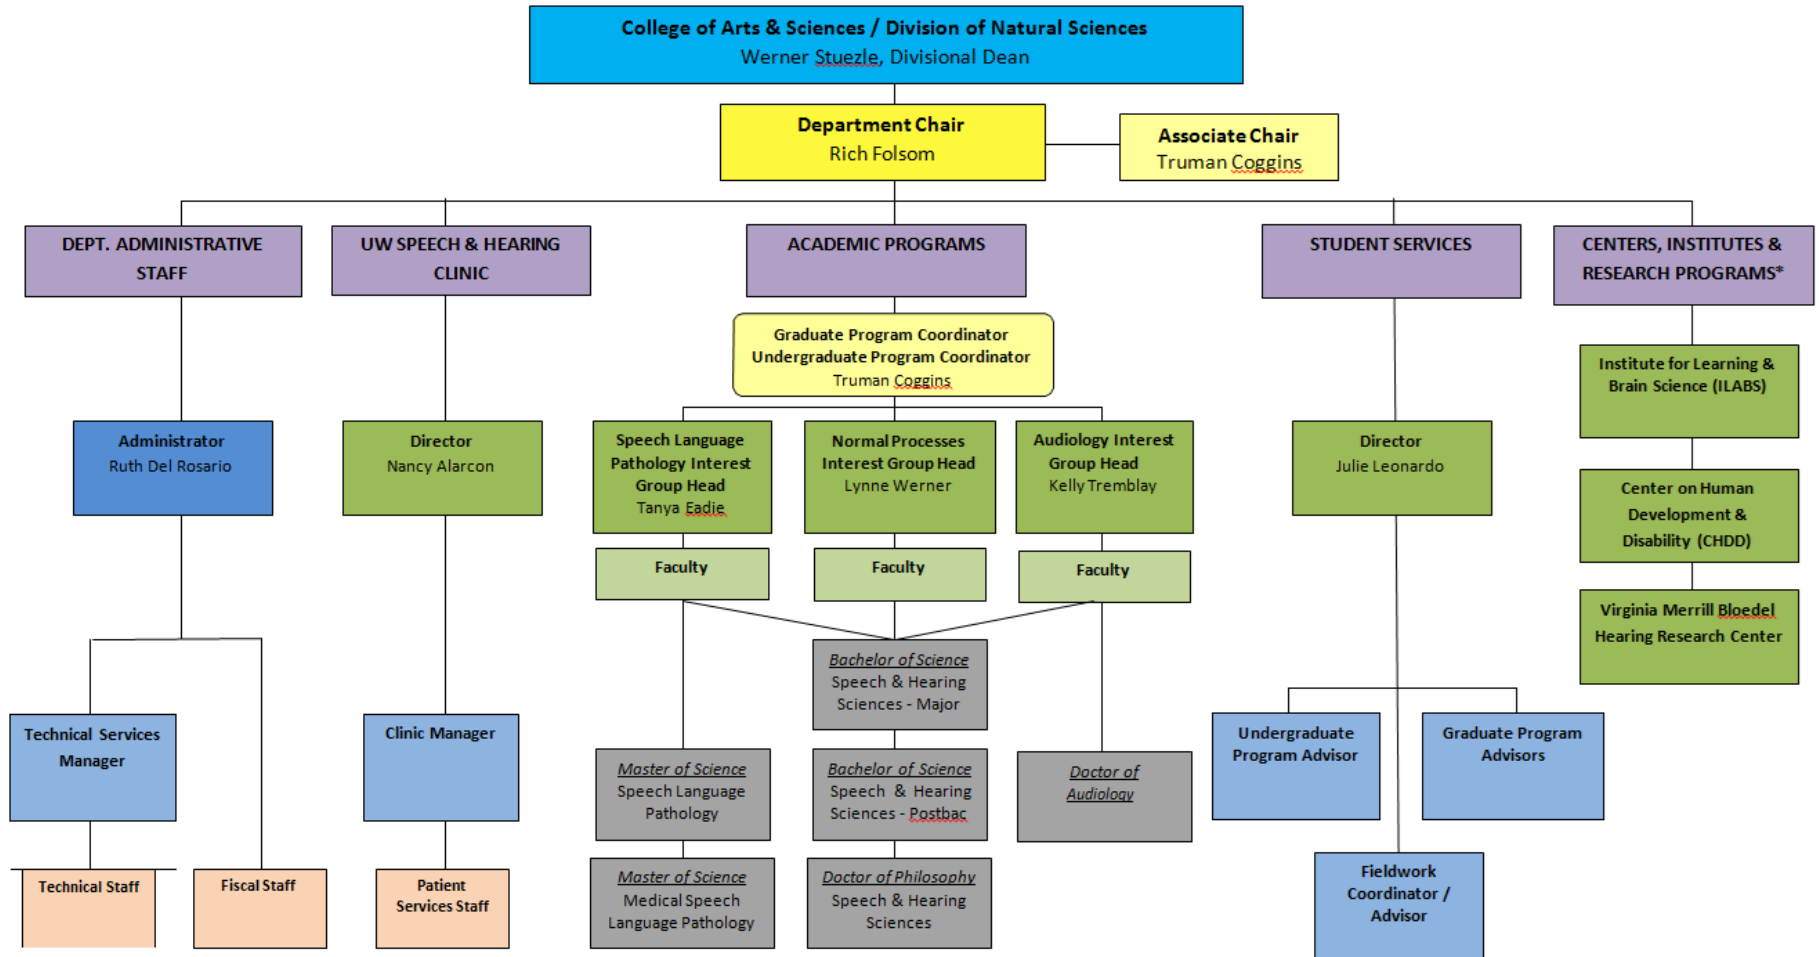 College of Arts & Sciences / Division of Natural Sciences
Werner Stuezle, Divisional Dean
Department Chair
Rich Folsom
Associate Chair
Truman Coggins
DEPT. ADMINISTRATIVE
STAFF
UW SPEECH & HEARING
CLINIC
ACADEMIC PROGRAMS
STUDENT SERVICES
CENTERS, INSTITUTES &
RESEARCH PROGRAMS*
Graduate Program Coordinator
Undergraduate Program Coordinator
Truman Coggins
Institute for Learning &
Brain Science (ILABS)
Administrator
Ruth Del Rosario
Director
Nancy Alarcon
Speech Language
Pathology Interest
Group Head
Tanya Eadie
Normal Processes
Interest Group Head
Lynne Werner
Audiology Interest
Group Head
Kelly Tremblay
Director
Julie Leonardo
Center on Human
Development &
Disability (CHDD)
Faculty
Faculty
Faculty
Virginia Merrill Bloedel
Hearing Research Center
Bachelor of Science
Speech & Hearing
Sciences - Major
Technical Services
Manager
Clinic Manager
Undergraduate
Program Advisor
Graduate Program
Advisors
Master of Science
Speech Language
Pathology
Bachelor of Science
Speech & Hearing
Sciences - Postbac
Doctor of
Audiology
Technical Staff
Fiscal Staff
Patient
Services Staff
Master of Science
Medical Speech
Language Pathology
Doctor of Philosophy
Speech & Hearing
Sciences
Fieldwork
Coordinator /
Advisor